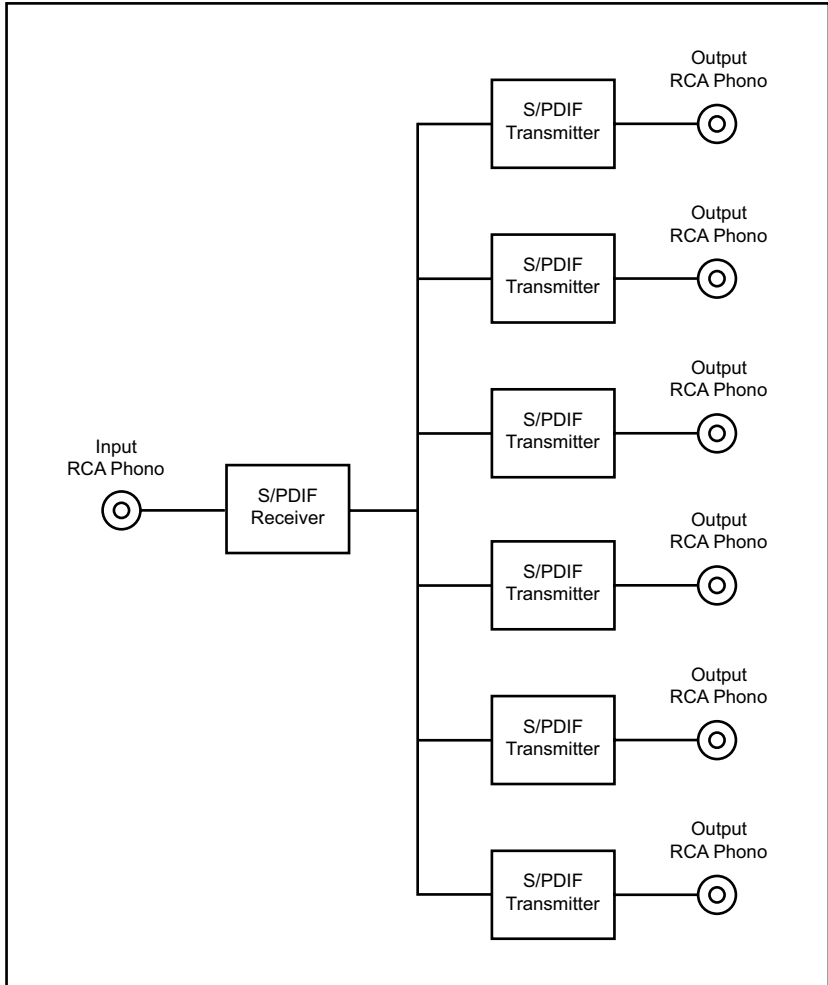 Output
RCA Phono
S/PDIF
Transmitter
Output
RCA Phono
S/PDIF
Transmitter
Output
RCA Phono
S/PDIF
Transmitter
Input
RCA Phono
S/PDIF
Receiver
Output
RCA Phono
S/PDIF
Transmitter
Output
RCA Phono
S/PDIF
Transmitter
Output
RCA Phono
S/PDIF
Transmitter